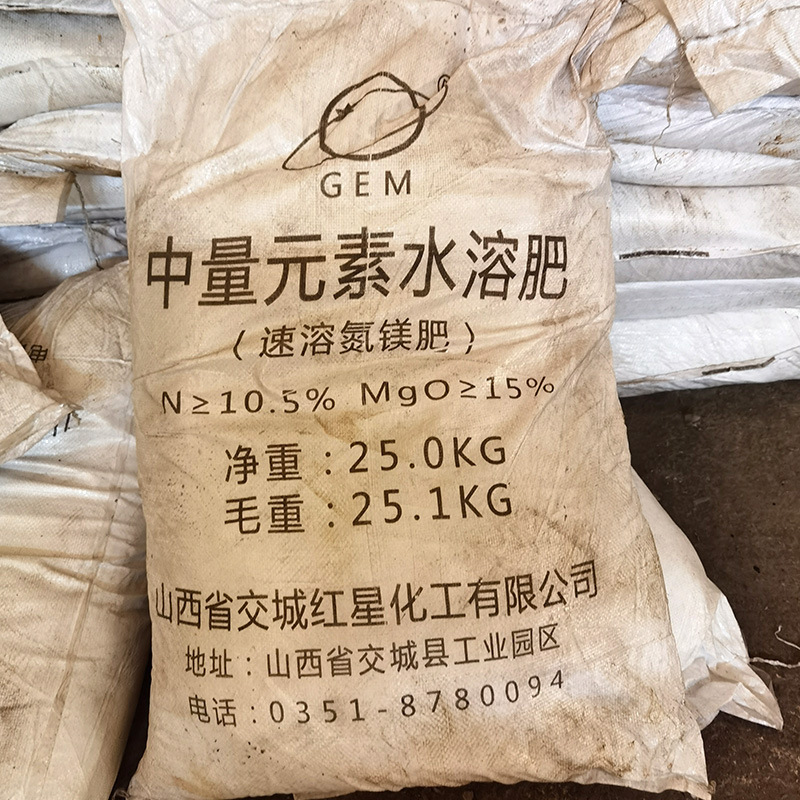 GEM
中量元素水溶肥
（速溶氮镁肥）
N≥10.5% MgO≥15%
净重：25.0KG
毛重：25.1KG
山西省交城红星化工有限公司
地址：山西省交城县工业园区
电话：0351-8780094